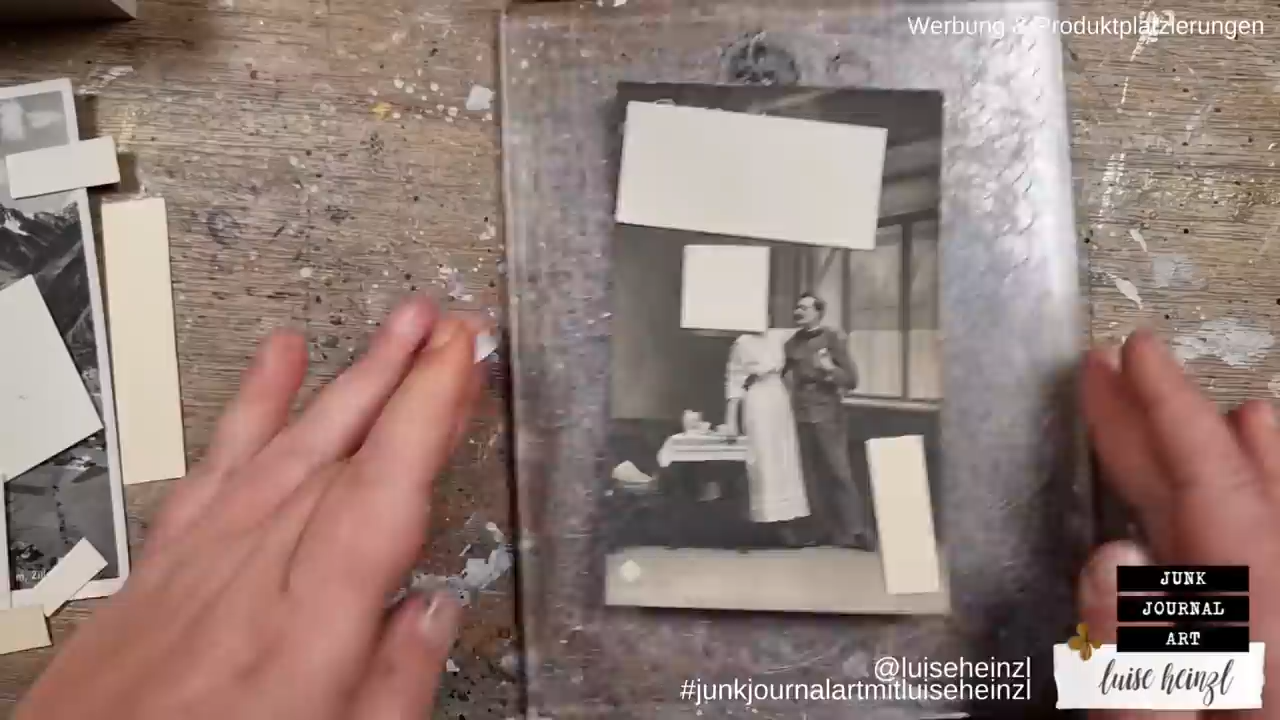 Werbung & Produktplatzierungen
JUNK
JOURNAL
ART
luise heinzl
@luiseheinzl
#junkjournalartmitluiseheinzl